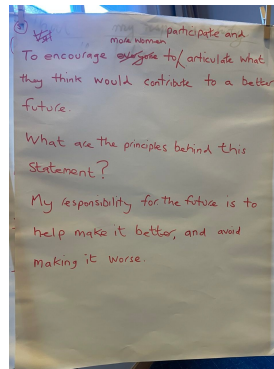 participate and
more women
To encourage everyone to/ articulate what
they think would contribute to a better
future.
What are the principles behind this
statement?
My responsibility for the future is to
help make it better, and avoid
making it worse.